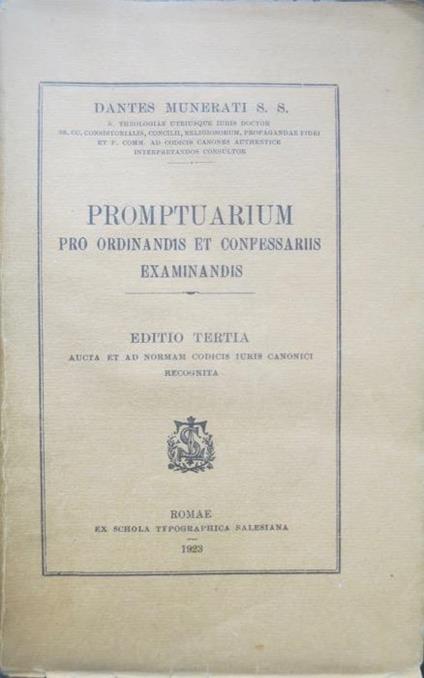 DANTES MUNERATI S. S.
S. THEOLOGIAE UTRIUSQUE IURIS DOCTOR
SS. CC. CONSISTORIALIS, CONCILII, RELIGIOSORUM, PROPAGANDAE FIDEI
ET P. COMM. AD CODICIS CANONES AUTHENTICE
INTERPRETANDOS CONSULTOR
PROMPTUARIUM
PRO ORDINANDIS ET CONFESSARIIS
EXAMINANDIS
EDITIO TERTIA
AUCTA ET AD NORMAM CODICIS IURIS CANONICI
RECOGNITA
ROMAE
EX SCHOLA TYPOGRAPHICA SALESIANA
1923